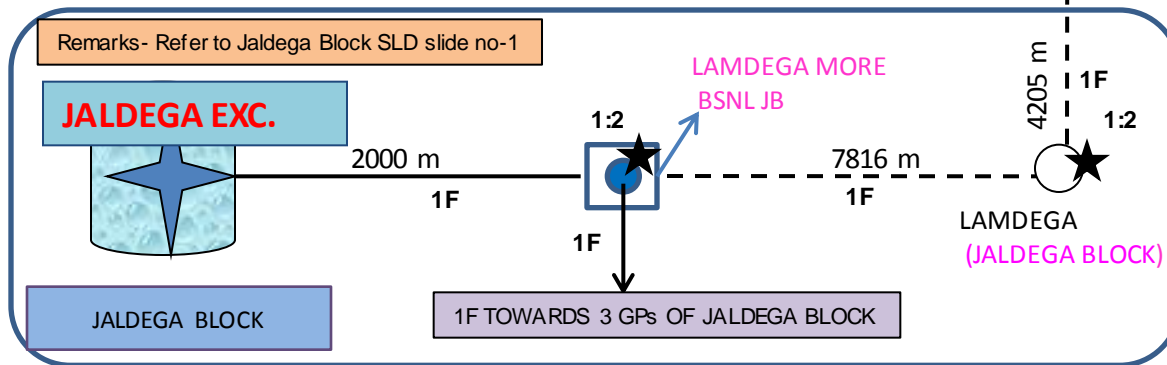 Remarks- Refer to Jaldega Block SLD slide no-1
JALDEGA EXC.
LAMDEGA MORE
BSNL JB
1:2
2000 m
1F
1F
7816 m
1F
4205 m
1F
1:2
LAMDEGA
(JALDEGA BLOCK)
JALDEGA BLOCK
1F TOWARDS 3 GPs OF JALDEGA BLOCK